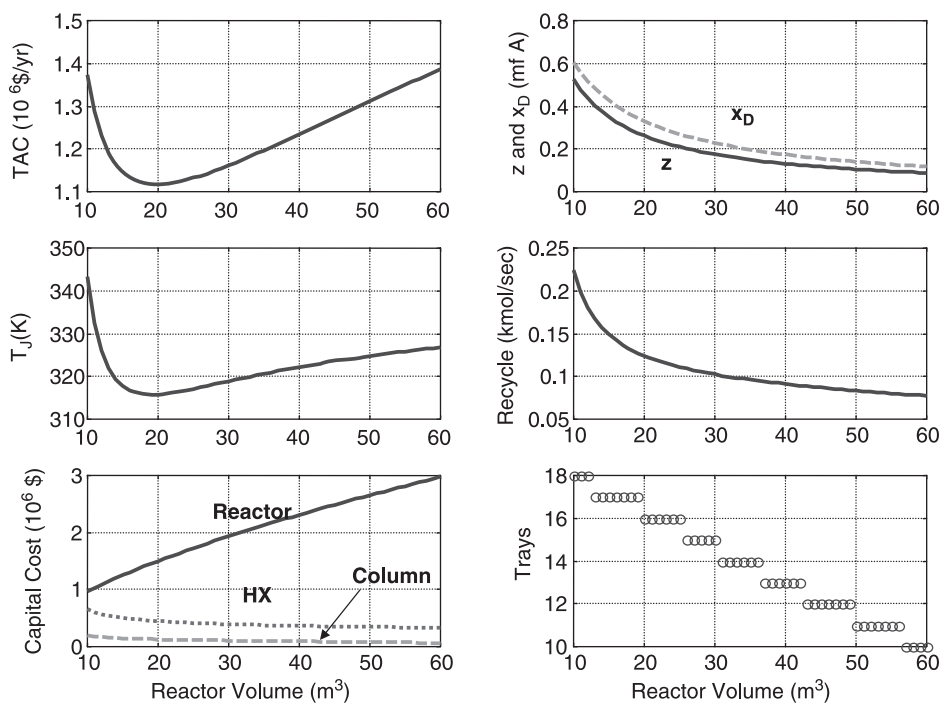 TAC (10 ⁶$/yr)
1.5
1.4
1.3
1.2
1.1
10 20 30 40 50 60
z and x_D (mf A)
0.8
0.6
0.4
0.2
0
x_D
z
10 20 30 40 50 60
T_J(K)
350
340
330
320
310
10 20 30 40 50 60
Recycle (kmol/sec)
0.25
0.2
0.15
0.1
0.05
10 20 30 40 50 60
Capital Cost (10⁶ $)
3
2
1
0
Reactor
Column
HX
10 20 30 40 50 60
Reactor Volume (m³)
Trays
18
16
14
12
10
10 20 30 40 50 60
Reactor Volume (m³)